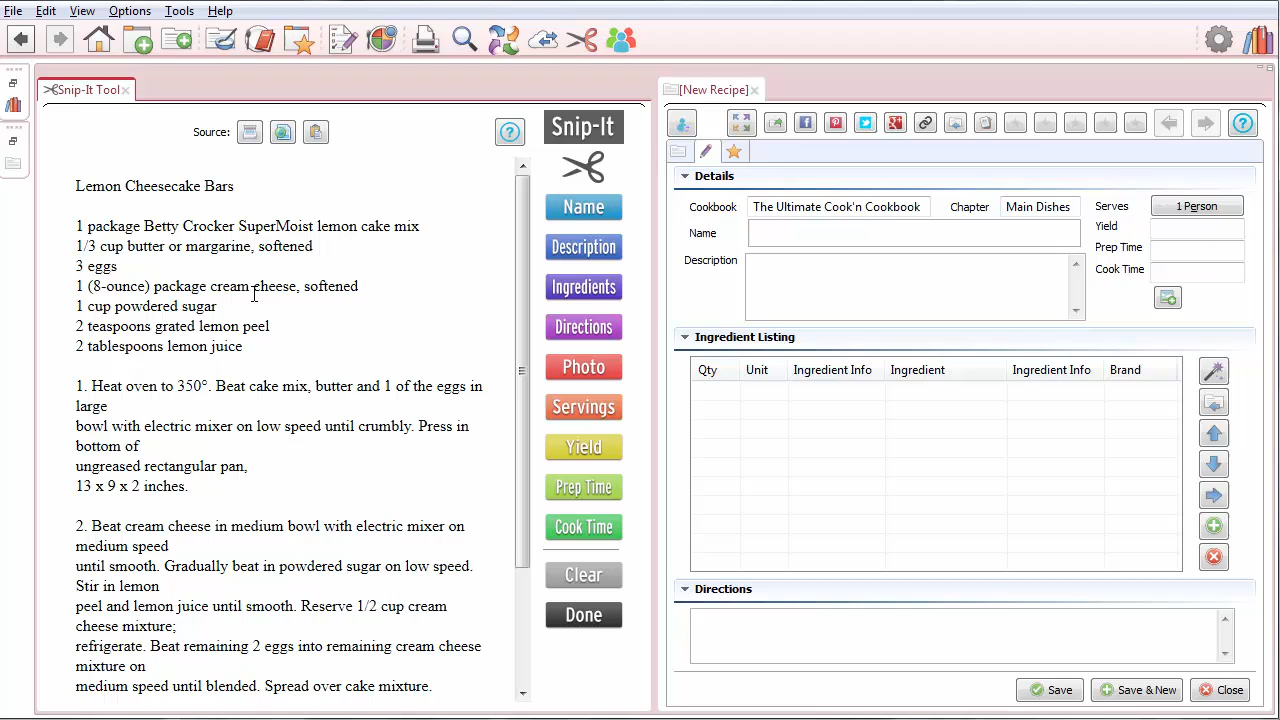 File Edit View Options Tools Help
Snip-It Tool
[New Recipe]
Source:
Snip-It
Lemon Cheesecake Bars
1 package Betty Crocker SuperMoist lemon cake mix
1/3 cup butter or margarine, softened
3 eggs
1 (8-ounce) package cream cheese, softened
1 cup powdered sugar
2 teaspoons grated lemon peel
2 tablespoons lemon juice
1. Heat oven to 350°. Beat cake mix, butter and 1 of the eggs in
large
bowl with electric mixer on low speed until crumbly. Press in
bottom of
ungreased rectangular pan,
13 x 9 x 2 inches.
2. Beat cream cheese in medium bowl with electric mixer on
medium speed
until smooth. Gradually beat in powdered sugar on low speed.
Stir in lemon
peel and lemon juice until smooth. Reserve 1/2 cup cream
cheese mixture;
refrigerate. Beat remaining 2 eggs into remaining cream cheese
mixture on
medium speed until blended. Spread over cake mixture.
Name
Description
Ingredients
Directions
Photo
Servings
Yield
Prep Time
Cook Time
Clear
Done
Details
Cookbook The Ultimate Cook'n Cookbook Chapter Main Dishes Serves 1 Person
Name Yield
Prep Time
Description Cook Time
Ingredient Listing
Qty Unit Ingredient Info Ingredient Ingredient Info Brand
Directions
Save Save & New Close